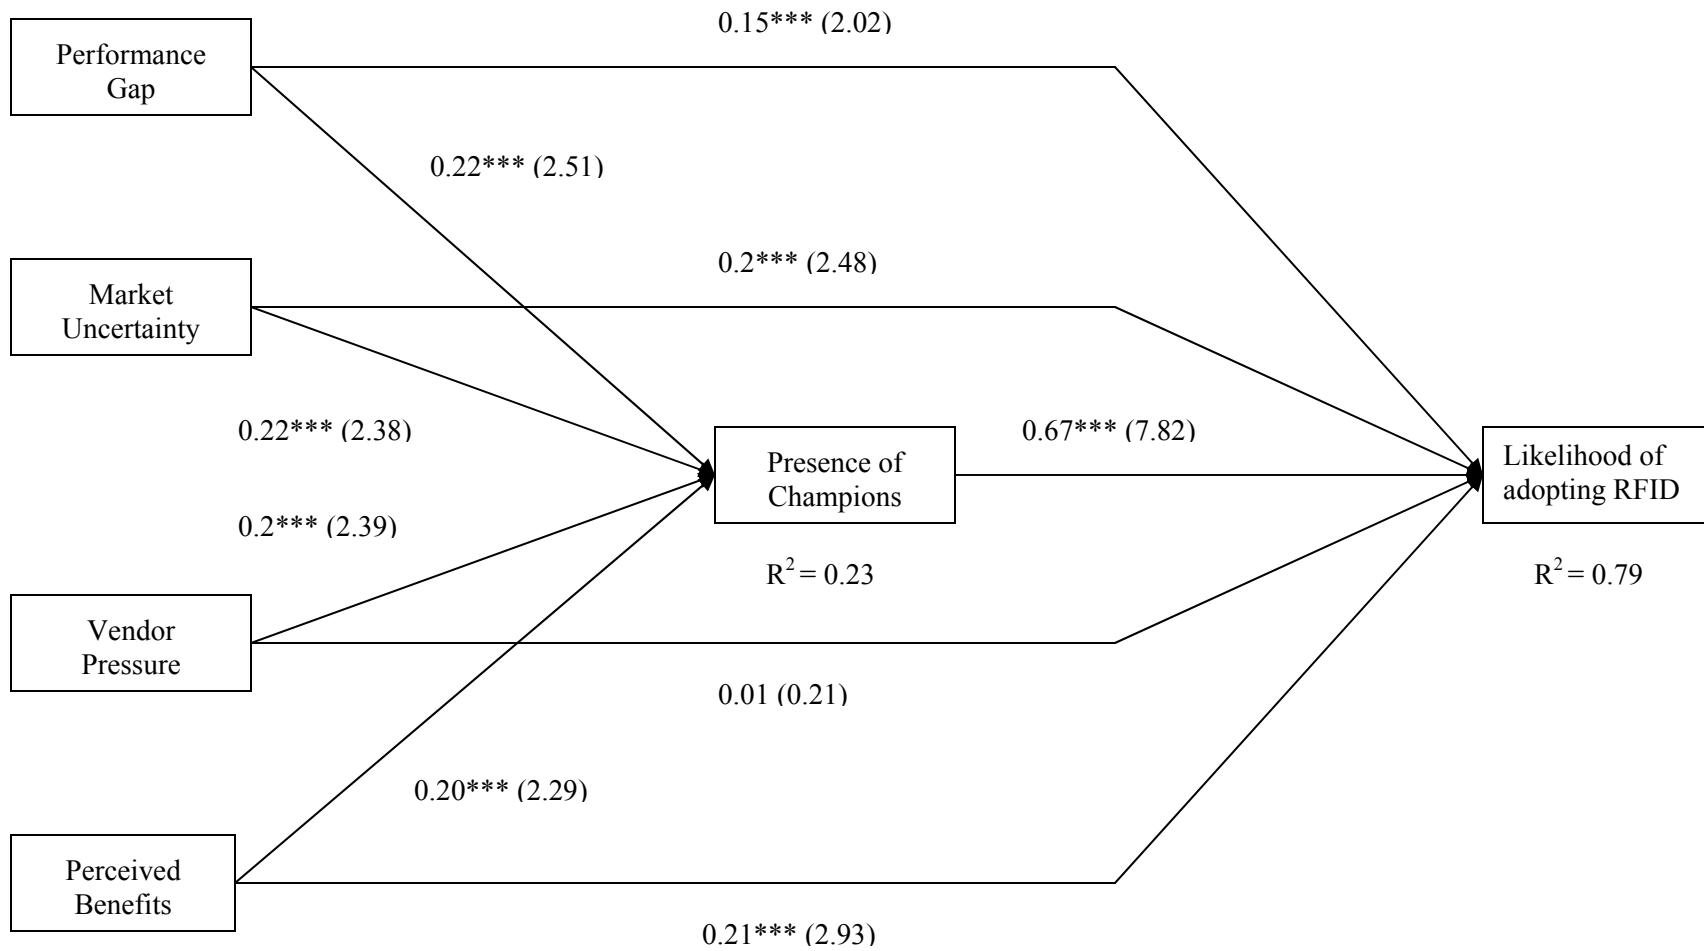 0.15*** (2.02)
Performance
Gap
0.22*** (2.51)
0.2*** (2.48)
Market
Uncertainty
0.22*** (2.38)
0.67*** (7.82)
Presence of
Champions
Likelihood of
adopting RFID
0.2*** (2.39)
R² = 0.23
R² = 0.79
Vendor
Pressure
0.01 (0.21)
0.20*** (2.29)
Perceived
Benefits
0.21*** (2.93)